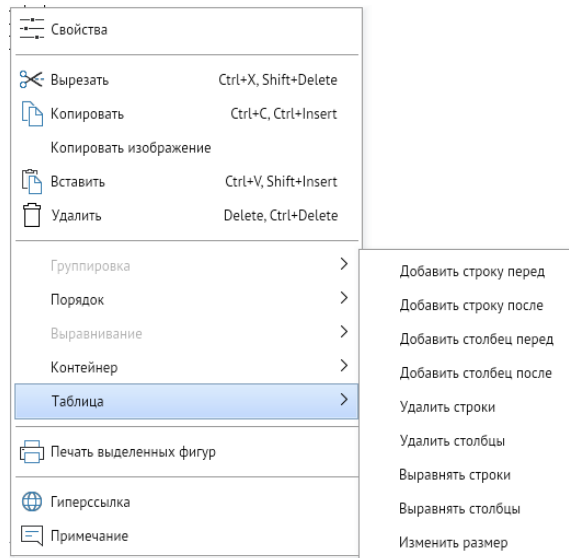 Свойства
Вырезать Ctrl+X, Shift+Delete
Копировать Ctrl+C, Ctrl+Insert
Копировать изображение
Вставить Ctrl+V, Shift+Insert
Удалить Delete, Ctrl+Delete
Группировка
Порядок
Выравнивание
Контейнер
Таблица
Печать выделенных фигур
Гиперссылка
Примечание
Добавить строку перед
Добавить строку после
Добавить столбец перед
Добавить столбец после
Удалить строки
Удалить столбцы
Выравнять строки
Выравнять столбцы
Изменить размер